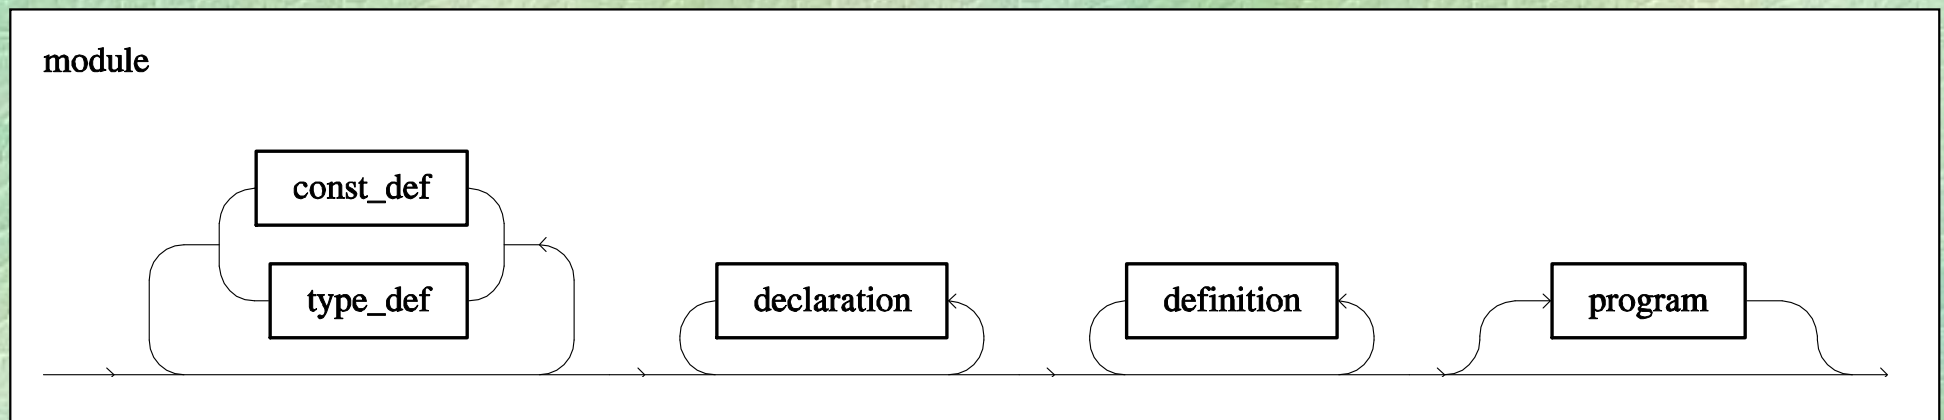 module
const_def
type_def
declaration
definition
program